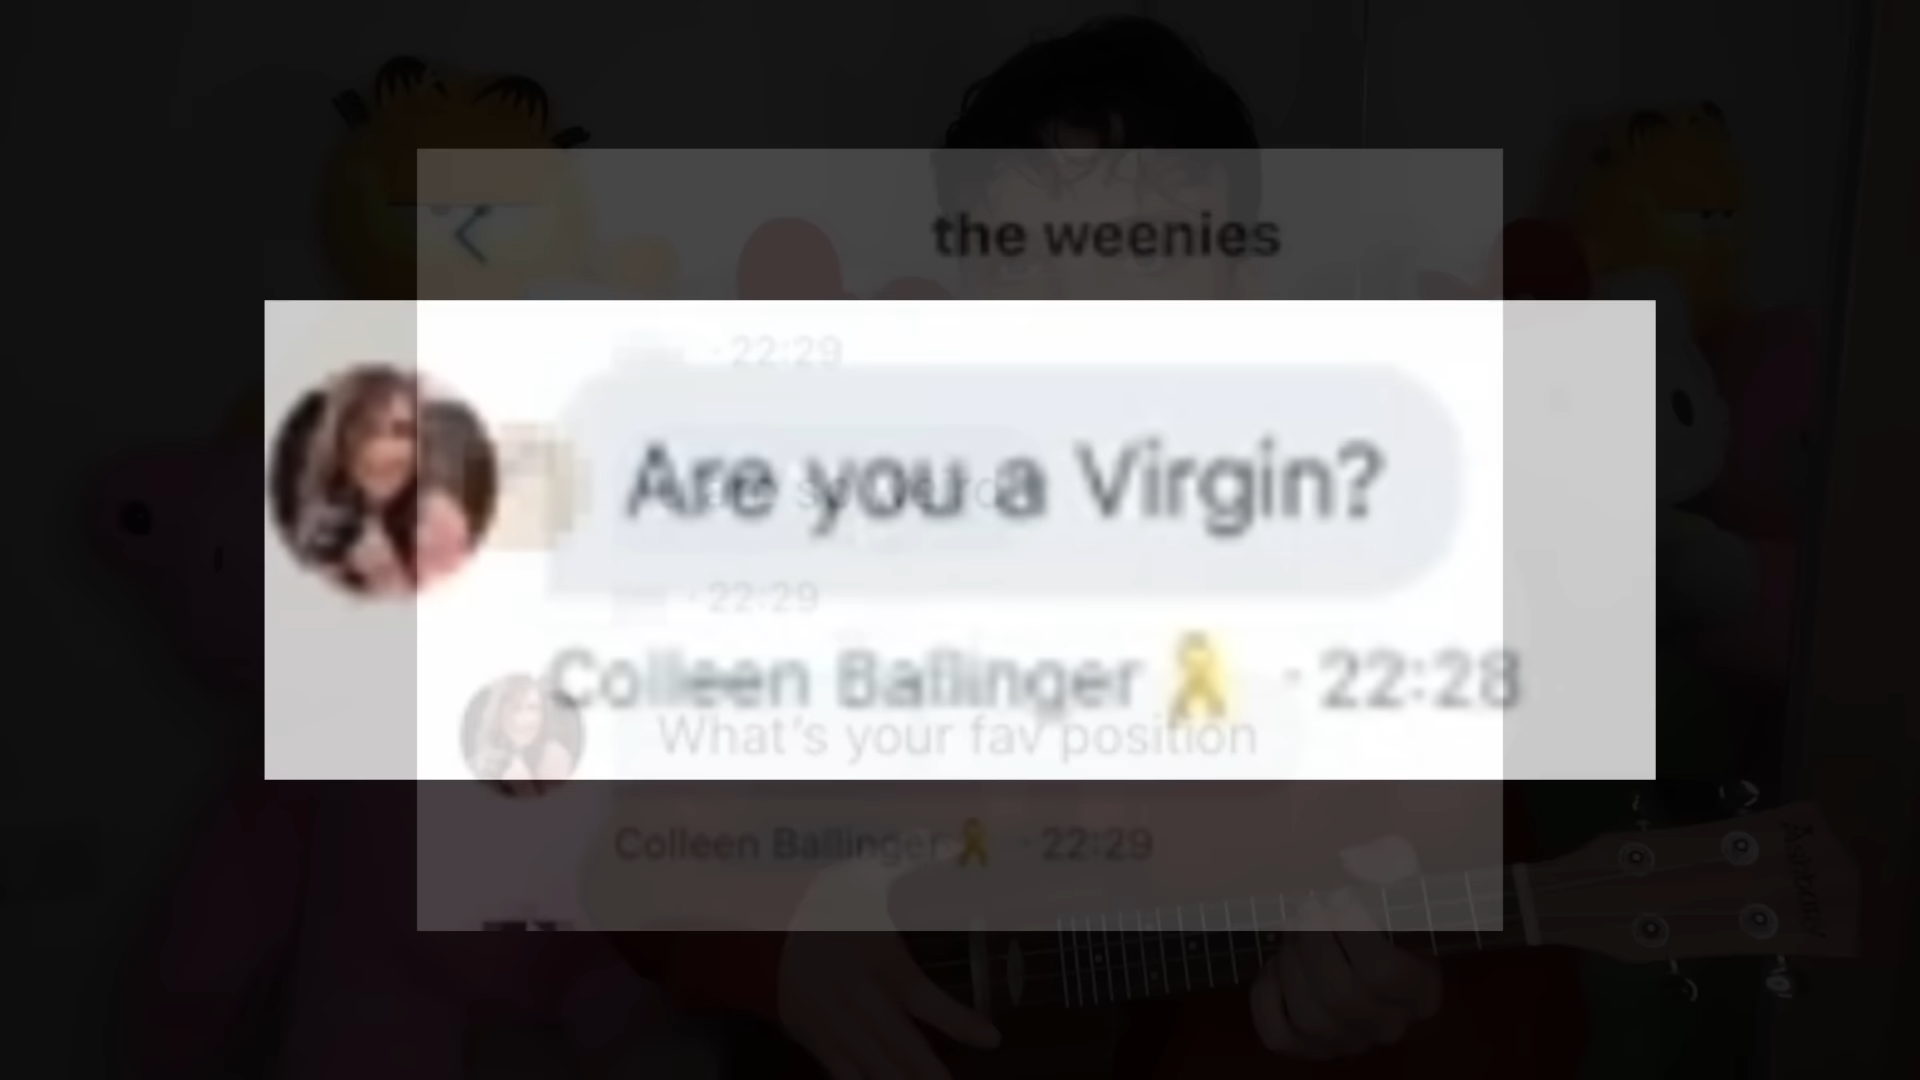 the weenies
22:29
Are you a Virgin?
22:29
Colleen Ballinger 🎗 · 22:28
What's your fav position
Colleen Ballinger 🎗 · 22:29